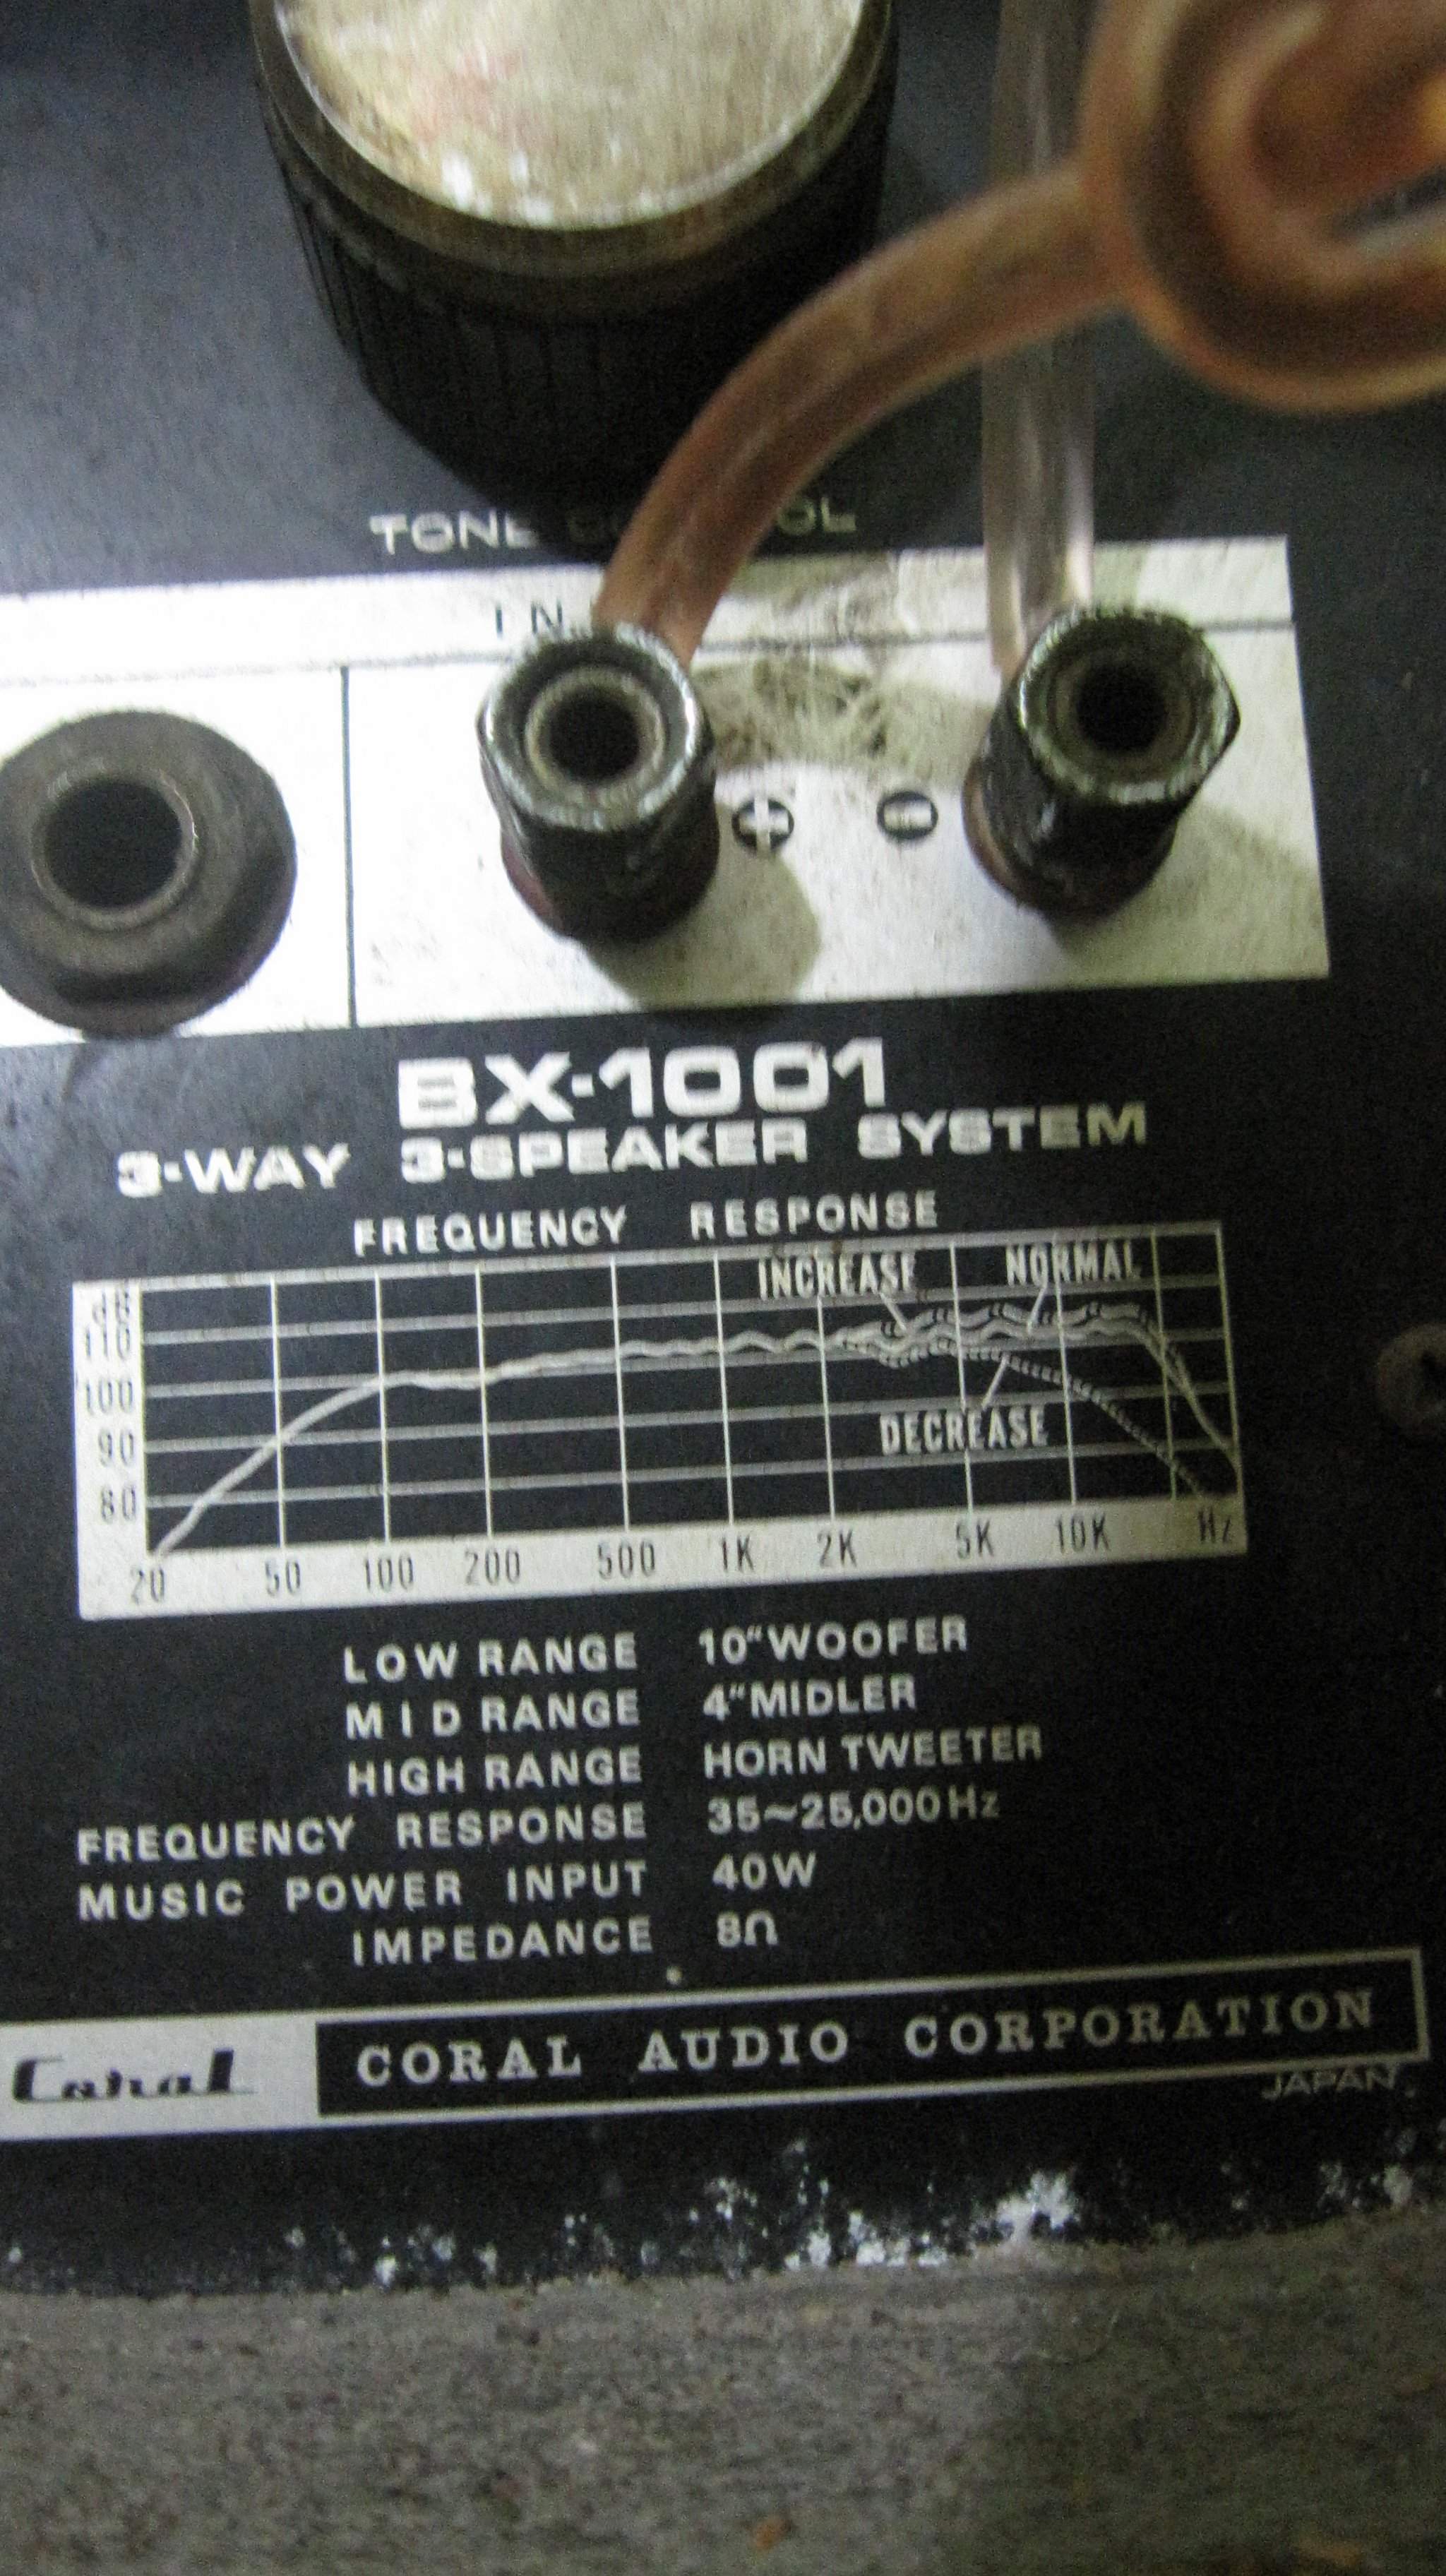 TONE CONTROL
IN
BX-1001
3-WAY 3-SPEAKER SYSTEM
FREQUENCY RESPONSE
INCREASE NORMAL
dB
110
100
DECREASE
90
80
20 50 100 200 500 1K 2K 5K 10K Hz
LOW RANGE 10"WOOFER
MID RANGE 4"MIDLER
HIGH RANGE HORN TWEETER
FREQUENCY RESPONSE 35~25,000Hz
MUSIC POWER INPUT 40W
IMPEDANCE 8Ω
Coral CORAL AUDIO CORPORATION
JAPAN